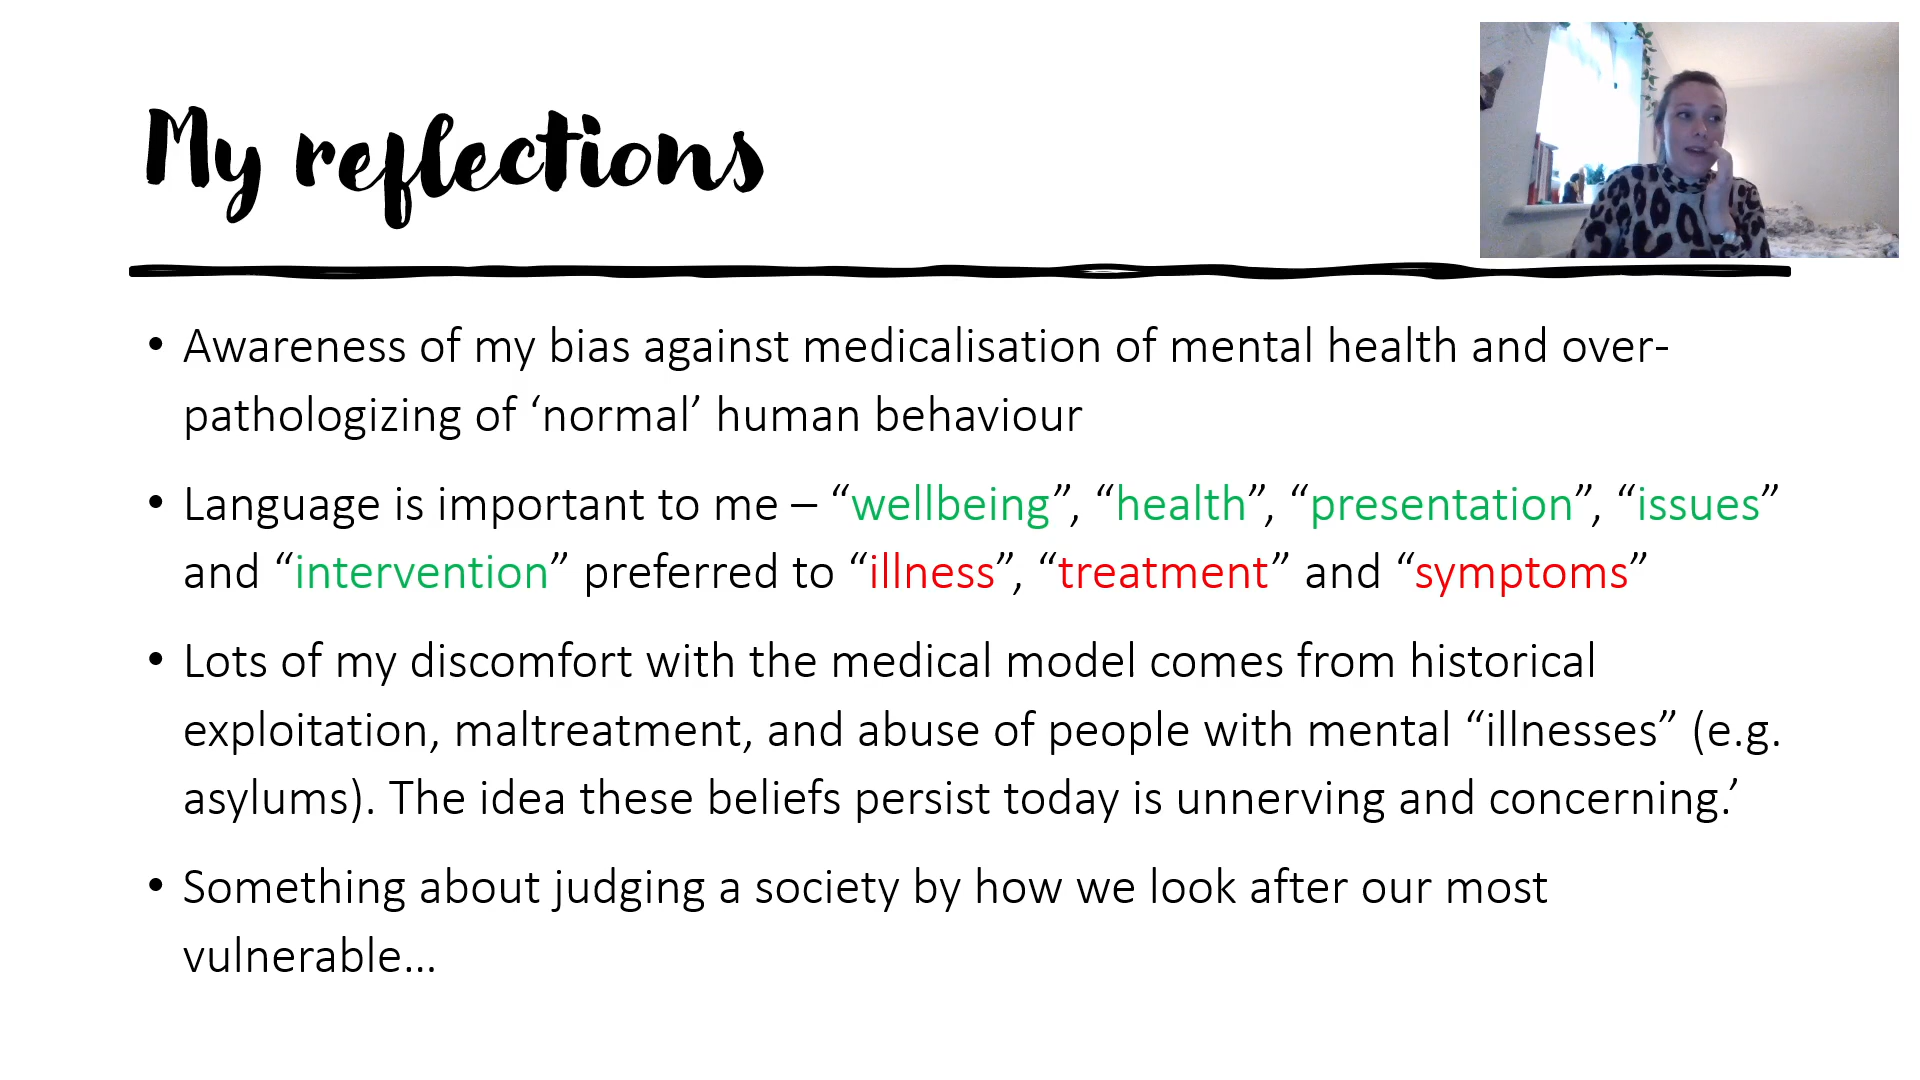 My reflections
• Awareness of my bias against medicalisation of mental health and over-
pathologizing of ‘normal’ human behaviour
• Language is important to me – “wellbeing”, “health”, “presentation”, “issues”
and “intervention” preferred to “illness”, “treatment” and “symptoms”
• Lots of my discomfort with the medical model comes from historical
exploitation, maltreatment, and abuse of people with mental “illnesses” (e.g.
asylums). The idea these beliefs persist today is unnerving and concerning.’
• Something about judging a society by how we look after our most
vulnerable…